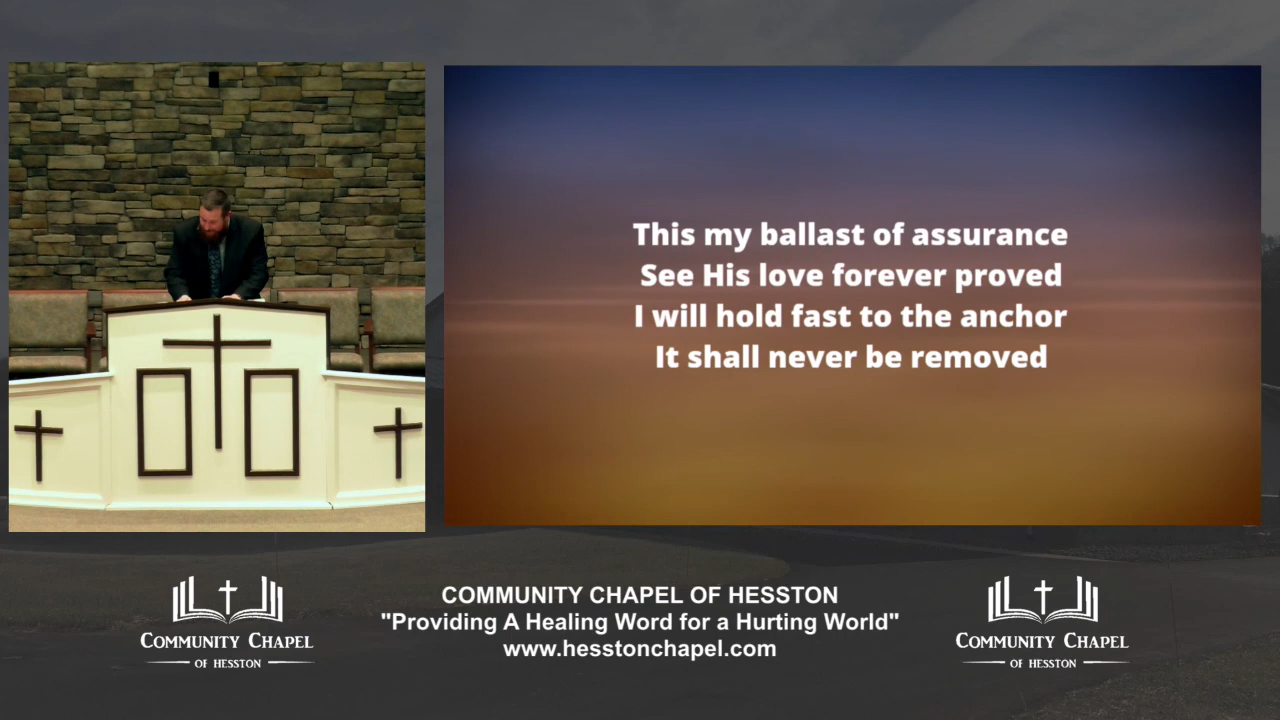 This my ballast of assurance
See His love forever proved
I will hold fast to the anchor
It shall never be removed
COMMUNITY CHAPEL
OF HESSTON
COMMUNITY CHAPEL OF HESSTON
"Providing A Healing Word for a Hurting World"
www.hesstonchapel.com
COMMUNITY CHAPEL
OF HESSTON